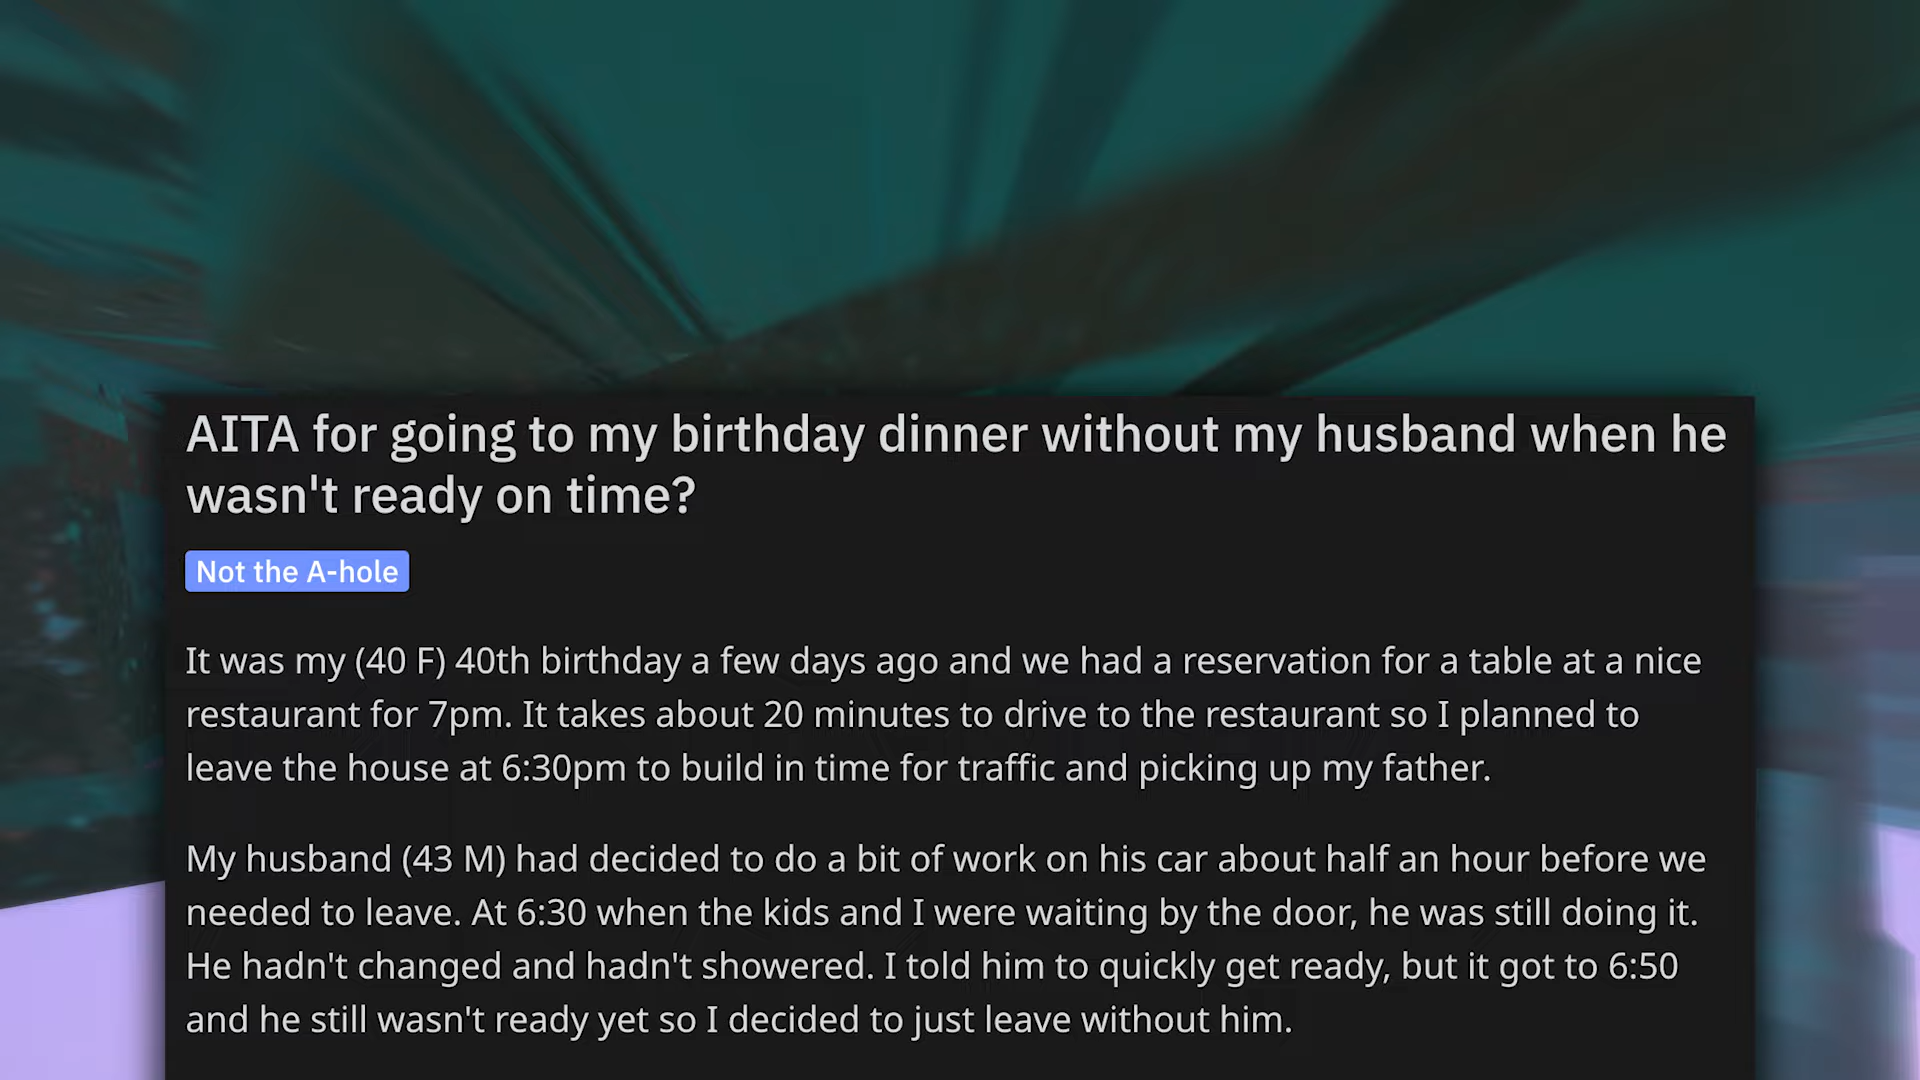 AITA for going to my birthday dinner without my husband when he
wasn't ready on time?
Not the A-hole
It was my (40 F) 40th birthday a few days ago and we had a reservation for a table at a nice
restaurant for 7pm. It takes about 20 minutes to drive to the restaurant so I planned to
leave the house at 6:30pm to build in time for traffic and picking up my father.
My husband (43 M) had decided to do a bit of work on his car about half an hour before we
needed to leave. At 6:30 when the kids and I were waiting by the door, he was still doing it.
He hadn't changed and hadn't showered. I told him to quickly get ready, but it got to 6:50
and he still wasn't ready yet so I decided to just leave without him.